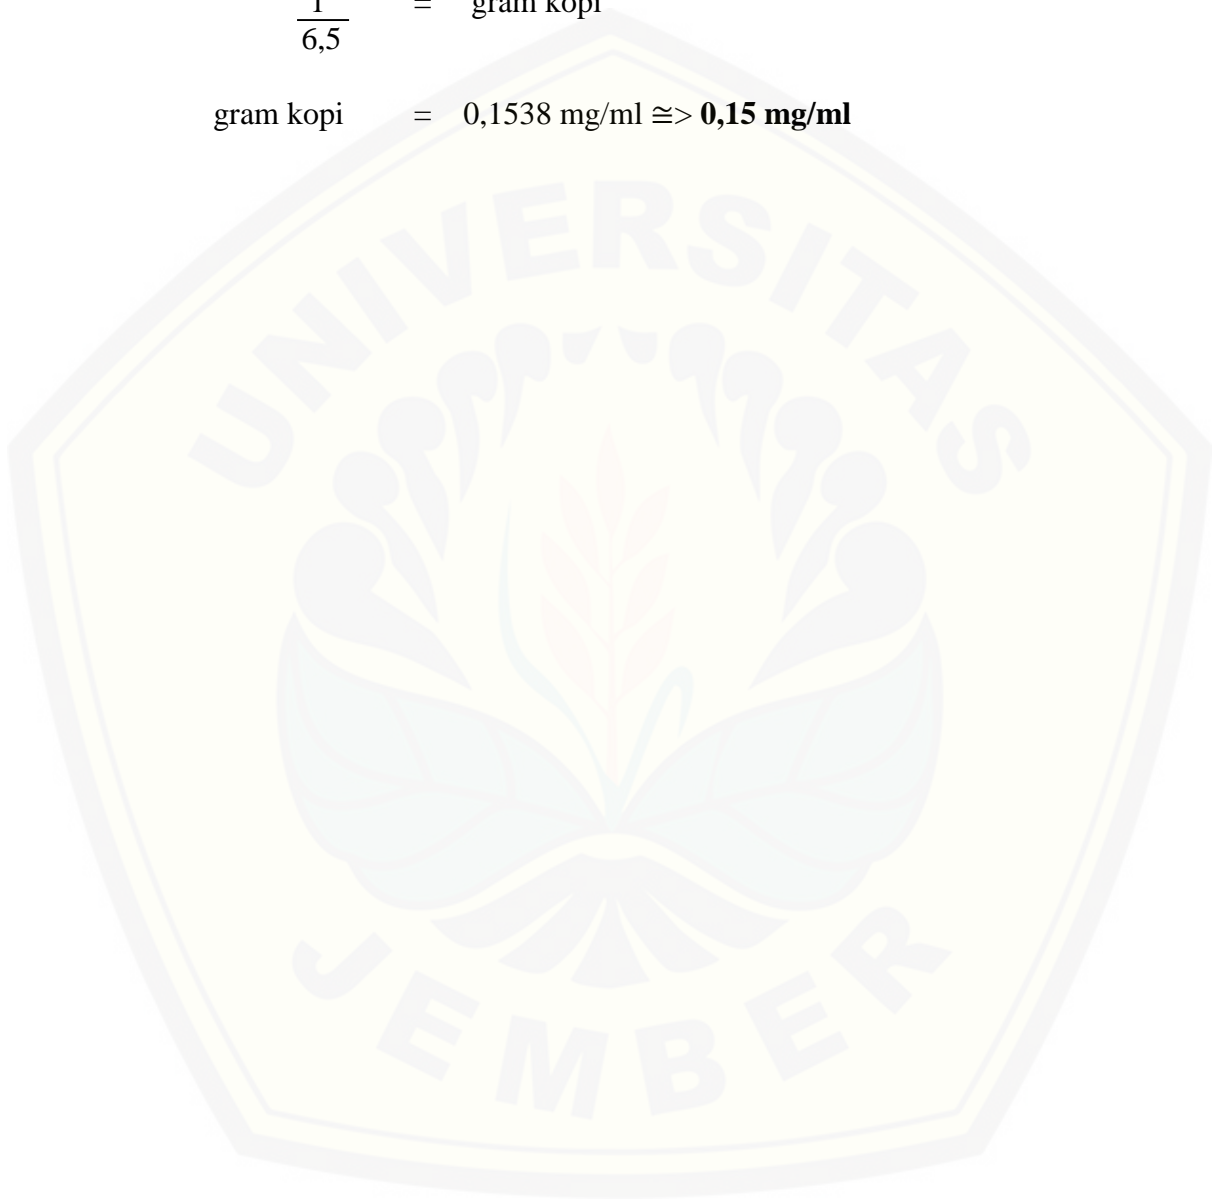 1 = gram kopi
6,5
gram kopi = 0,1538 mg/ml ≅> 0,15 mg/ml
UNIVERSITAS
JEMBER